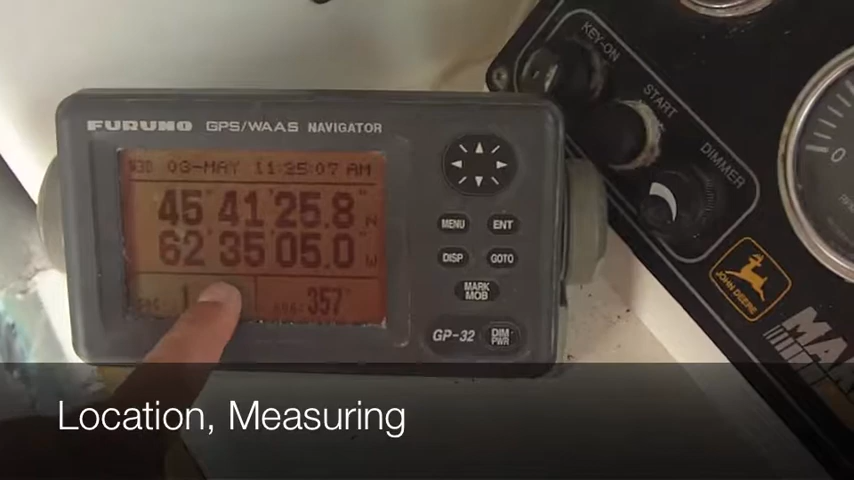 FURUNO GPS/WAAS NAVIGATOR
03-MAY 11:25:07 AM
45°41'25.8" N
62°35'05.0" W
357°
MENU ENT
DISP GOTO
MARK MOB
GP-32 DIM PWR
KEY-ON
START
DIMMER
0
JOHN DEERE
Location, Measuring